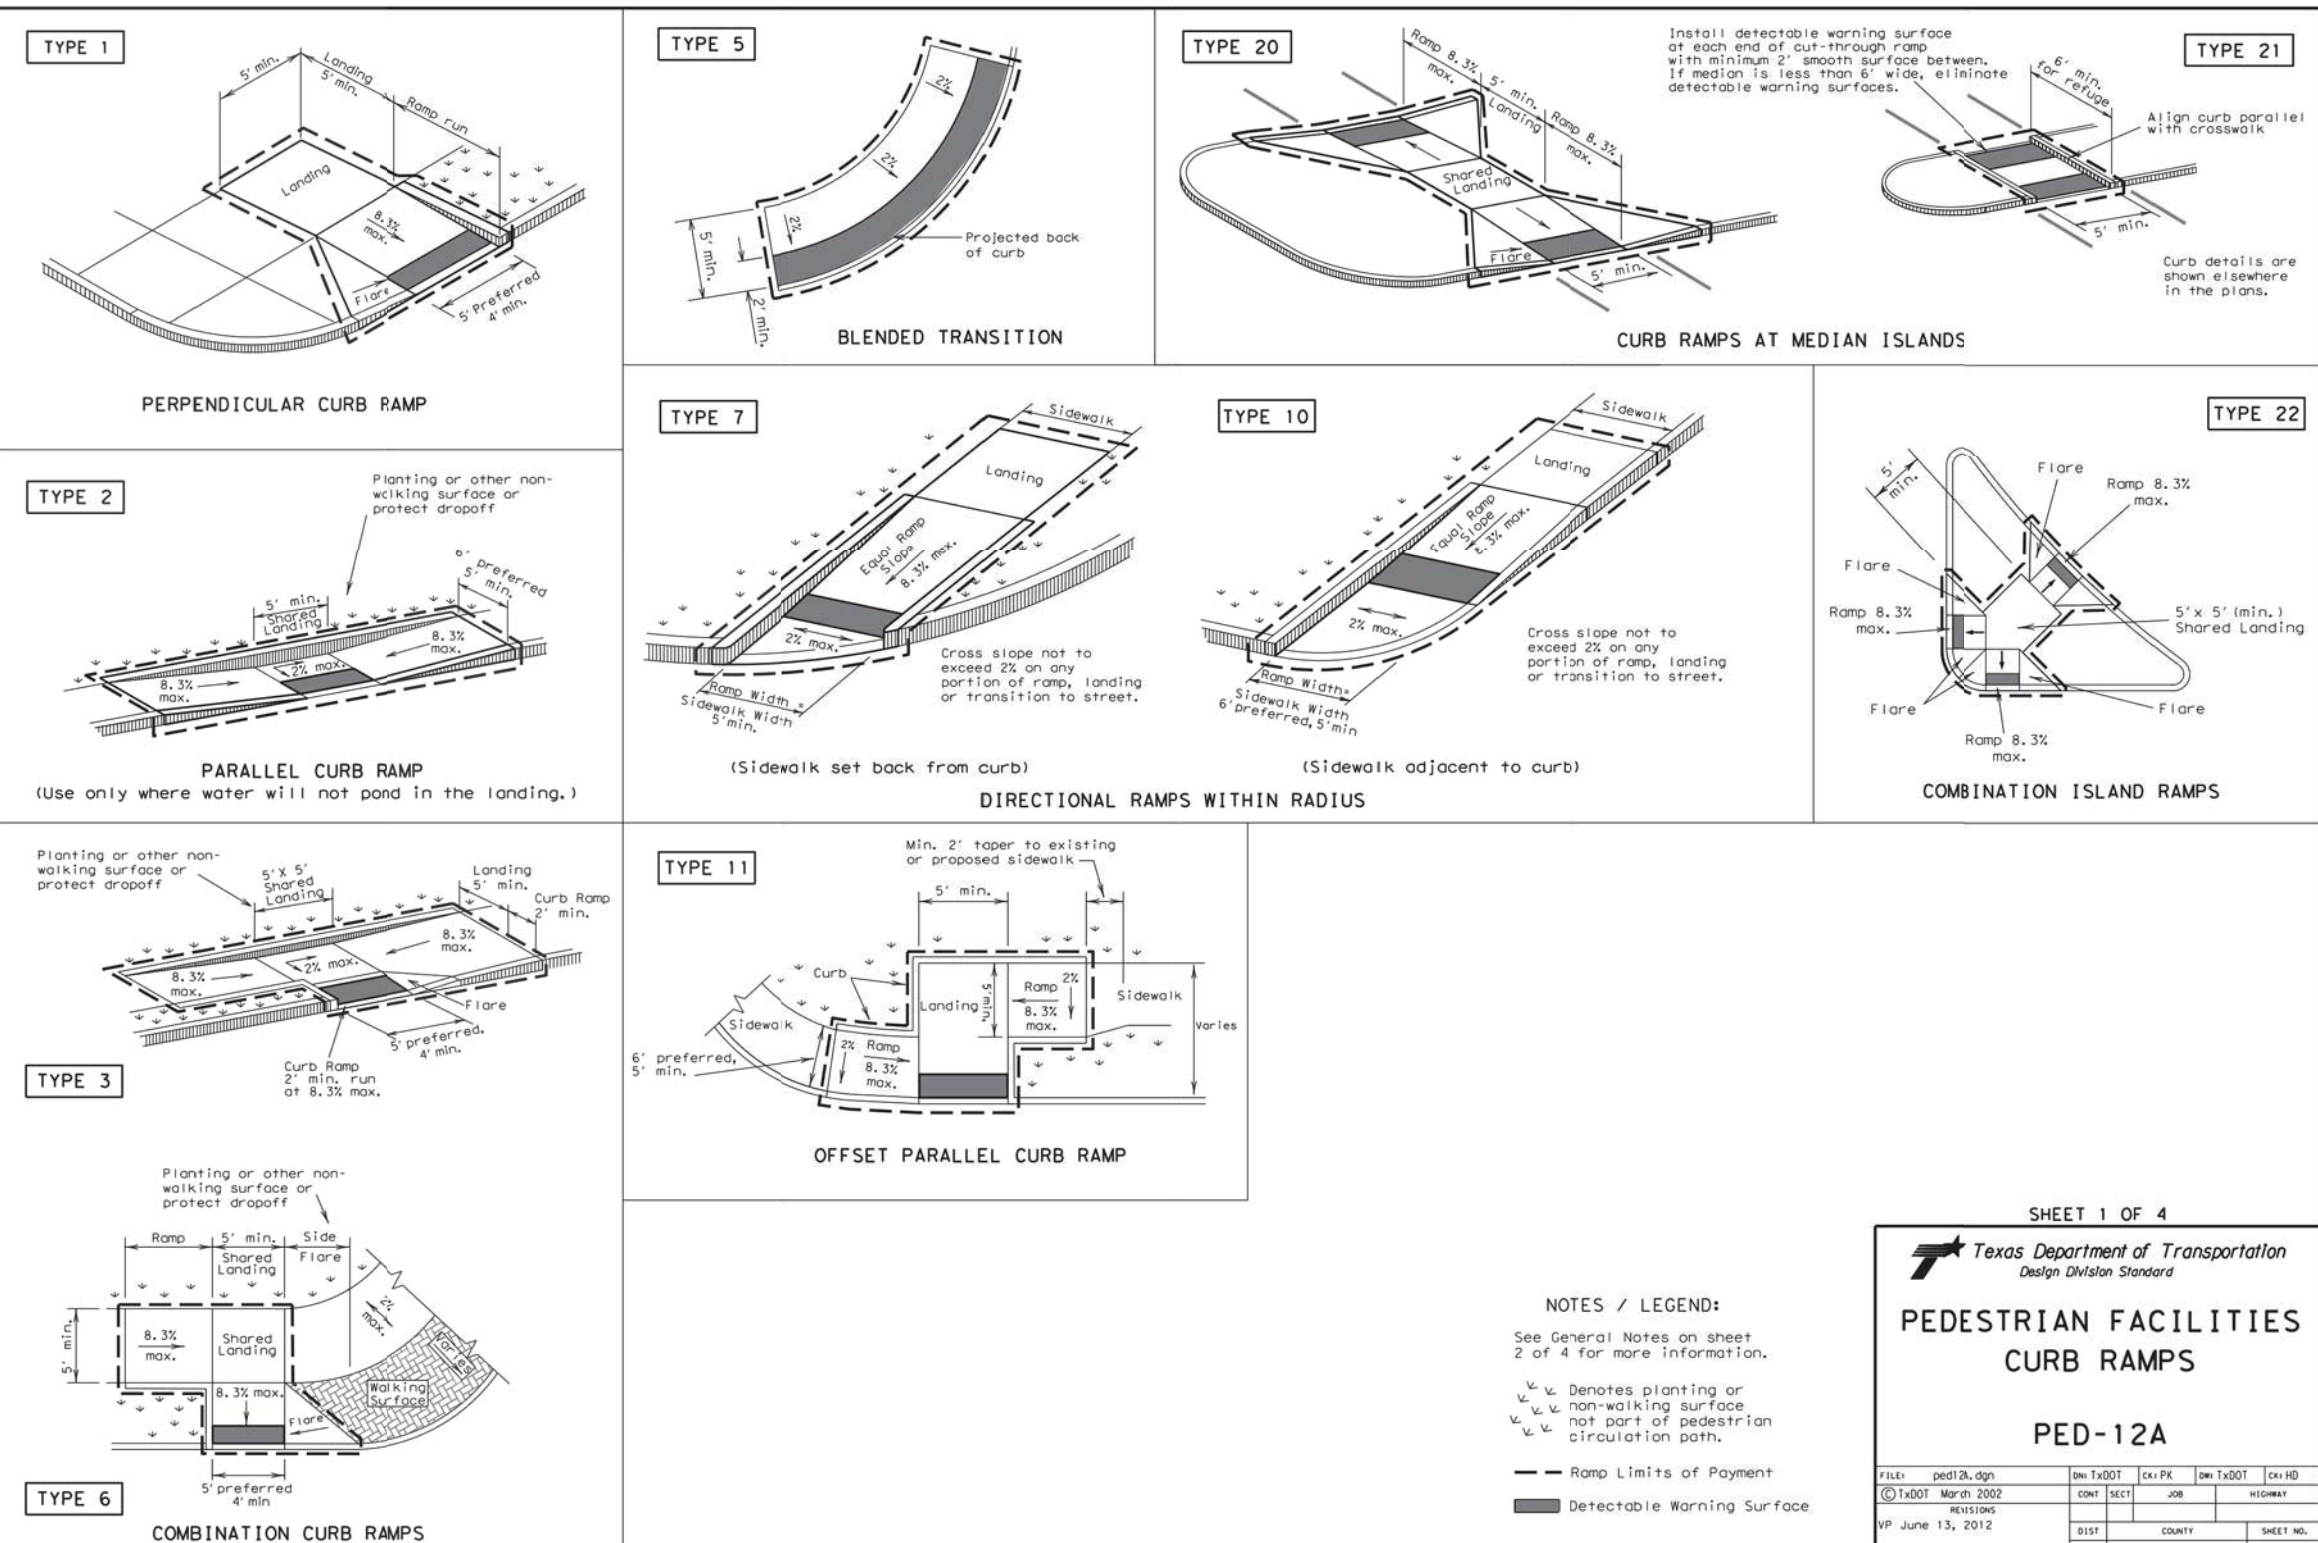 TYPE 1
5' min.
Landing
5' min.
Ramp run
Landing
8.3%
max.
Flare
5' Preferred
4' min.
PERPENDICULAR CURB RAMP
TYPE 2
Planting or other non-
walking surface or
protect dropoff
6' preferred
5' min.
5' min.
Shared
Landing
8.3%
max.
2% max.
8.3%
max.
PARALLEL CURB RAMP
(Use only where water will not pond in the landing.)
Planting or other non-
walking surface or
protect dropoff
5' X 5'
Shared
Landing
Landing
5' min.
Curb Ramp
2' min.
8.3%
max.
2% max.
8.3%
max.
Flare
5' preferred.
4' min.
Curb Ramp
2' min. run
at 8.3% max.
TYPE 3
Planting or other non-
walking surface or
protect dropoff
Ramp
5' min.
Shared
Landing
Side
Flare
2%
max.
5' min.
8.3%
max.
Shared
Landing
Varies
Walking
Surface
8.3% max.
Flare
5' preferred
4' min
TYPE 6
COMBINATION CURB RAMPS
TYPE 5
2%
2%
2%
5' min.
2' min.
Projected back
of curb
BLENDED TRANSITION
TYPE 20
Ramp 8.3%
max.
5' min.
Landing
Ramp 8.3%
max.
Shared
Landing
Flare
5' min.
Install detectable warning surface
at each end of cut-through ramp
with minimum 2' smooth surface between.
If median is less than 6' wide, eliminate
detectable warning surfaces.
TYPE 21
6' min.
for refuge
Align curb parallel
with crosswalk
5' min.
Curb details are
shown elsewhere
in the plans.
CURB RAMPS AT MEDIAN ISLANDS
TYPE 7
Sidewalk
Landing
Equal Ramp
Slope
8.3% max.
2% max.
Ramp Width =
Sidewalk Width
5'min.
Cross slope not to
exceed 2% on any
portion of ramp, landing
or transition to street.
(Sidewalk set back from curb)
TYPE 10
Sidewalk
Landing
Equal Ramp
Slope
8.3% max.
2% max.
Ramp Width=
Sidewalk Width
6'preferred, 5'min
Cross slope not to
exceed 2% on any
portion of ramp, landing
or transition to street.
(Sidewalk adjacent to curb)
DIRECTIONAL RAMPS WITHIN RADIUS
TYPE 22
5'
min.
Flare
Ramp 8.3%
max.
Flare
Ramp 8.3%
max.
5'x 5'(min.)
Shared Landing
Flare
Flare
Ramp 8.3%
max.
COMBINATION ISLAND RAMPS
TYPE 11
Min. 2' taper to existing
or proposed sidewalk
5' min.
Curb
Landing
5'min.
Ramp
8.3%
max.
2%
Sidewalk
Varies
Sidewalk
6' preferred,
5' min.
2%
Ramp
8.3%
max.
OFFSET PARALLEL CURB RAMP
NOTES / LEGEND:
See General Notes on sheet
2 of 4 for more information.
Denotes planting or
non-walking surface
not part of pedestrian
circulation path.
Ramp Limits of Payment
Detectable Warning Surface
SHEET 1 OF 4
Texas Department of Transportation
Design Division Standard
PEDESTRIAN FACILITIES
CURB RAMPS
PED-12A
FILE: ped12A.dgn DN: TxDOT CK: PK DW: TxDOT CK: HD
© TxDOT March 2002 CONT SECT JOB HIGHWAY
REVISIONS
VP June 13, 2012 DIST COUNTY SHEET NO.